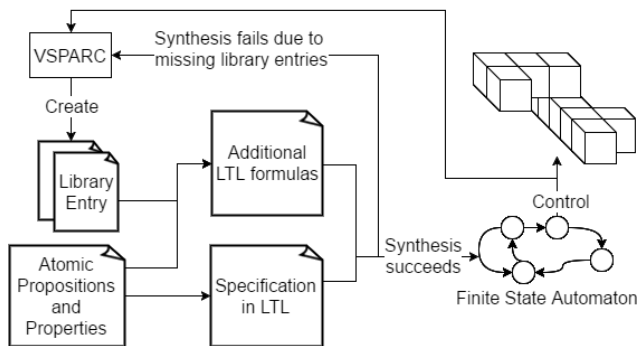 VSPARC
Synthesis fails due to
missing library entries
Create
Library
Entry
Additional
LTL formulas
Atomic
Propositions
and
Properties
Specification
in LTL
Synthesis
succeeds
Control
Finite State Automaton